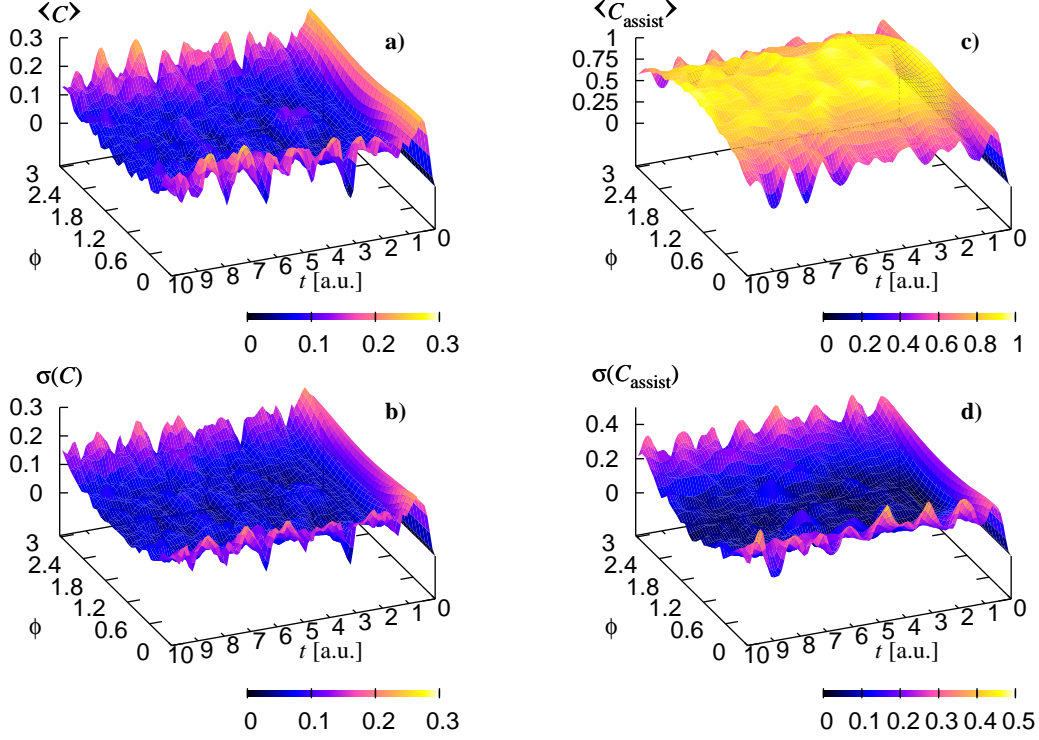 ⟨C⟩
a)
0.3
0.2
0.1
0
3
2.4
1.8
1.2
0.6
0
ϕ
10 9 8 7 6 5 4 3 2 1 0
t [a.u.]
0 0.1 0.2 0.3
⟨C_assist⟩
c)
1
0.75
0.5
0.25
0
3
2.4
1.8
1.2
0.6
0
ϕ
10 9 8 7 6 5 4 3 2 1 0
t [a.u.]
0 0.2 0.4 0.6 0.8 1
σ(C)
b)
0.3
0.1
0
3
2.4
1.8
1.2
0.6
0
ϕ
10 9 8 7 6 5 4 3 2 1 0
t [a.u.]
0 0.1 0.2 0.3
σ(C_assist)
d)
0.4
0.2
0
3
2.4
1.8
1.2
0.6
0
ϕ
10 9 8 7 6 5 4 3 2 1 0
t [a.u.]
0 0.1 0.2 0.3 0.4 0.5